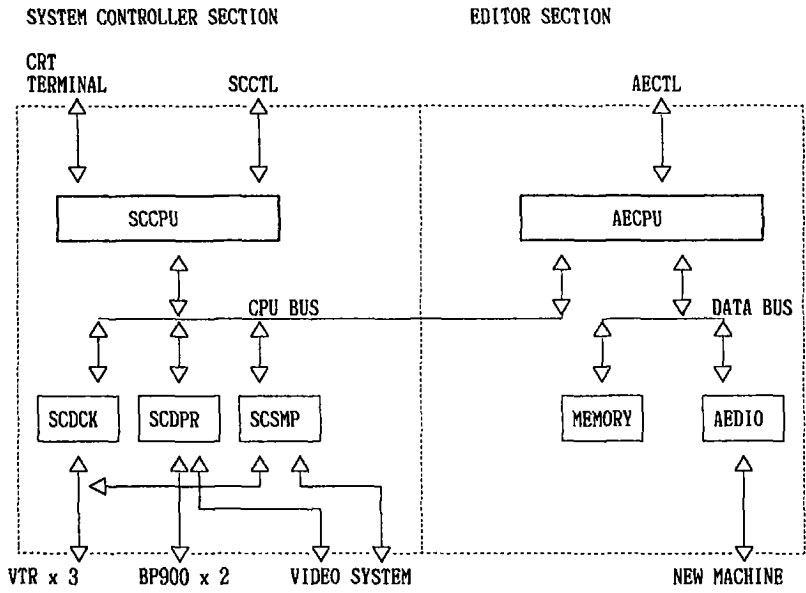 SYSTEM CONTROLLER SECTION
EDITOR SECTION
CRT
TERMINAL
SCCTL
AECTL
SCCPU
AECPU
CPU BUS
DATA BUS
SCDCK
SCDPR
SCSMP
MEMORY
AEDIO
VTR x 3
BP900 x 2
VIDEO SYSTEM
NEW MACHINE